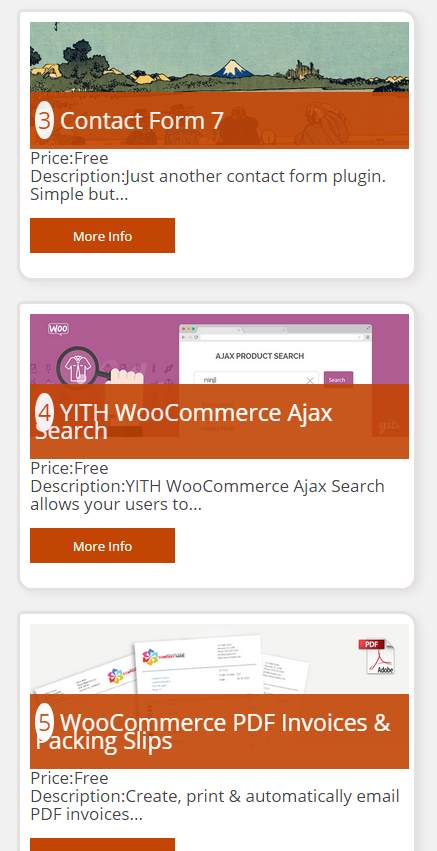 3 Contact Form 7
Price:Free
Description:Just another contact form plugin.
Simple but...
More Info
WOO
AJAX PRODUCT SEARCH
ninj
Search
yith
4 YITH WooCommerce Ajax
Search
Price:Free
Description:YITH WooCommerce Ajax Search
allows your users to...
More Info
PDF
Adobe
5 WooCommerce PDF Invoices &
Packing Slips
Price:Free
Description:Create, print & automatically email
PDF invoices...